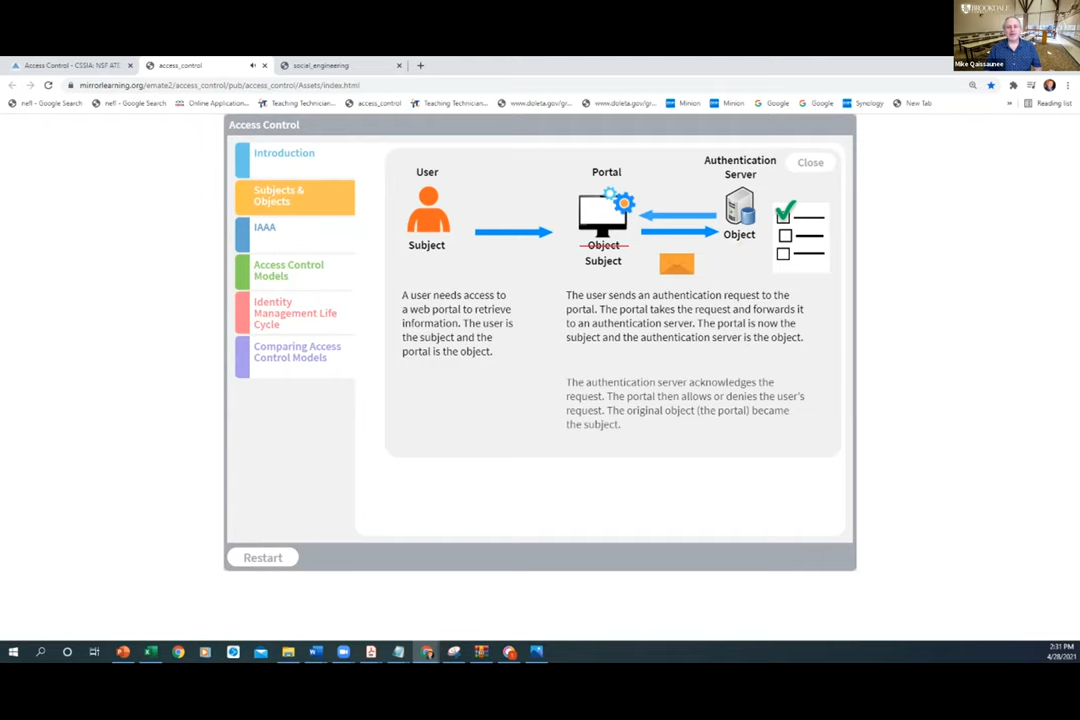 BROOKDALE
Mike Qaissaunee
Access Control - CSSIA: NSF ATE
access_control
social_engineering
mirrorlearning.org/emate2/access_control/pub/access_control//Assets/index.html
nefl - Google Search
nefl - Google Search
Online Application...
Teaching Technician...
access_control
Teaching Technician...
www.doleta.gov/gr...
www.doleta.gov/gr...
Minion
Minion
Google
Google
Synology
New Tab
»
Reading list
Access Control
Introduction
Subjects &
Objects
IAAA
Access Control
Models
Identity
Management Life
Cycle
Comparing Access
Control Models
Close
User
Subject
Portal
Object
Subject
Authentication
Server
Object
A user needs access to
a web portal to retrieve
information. The user is
the subject and the
portal is the object.
The user sends an authentication request to the
portal. The portal takes the request and forwards it
to an authentication server. The portal is now the
subject and the authentication server is the object.
The authentication server acknowledges the
request. The portal then allows or denies the user's
request. The original object (the portal) became
the subject.
Restart
2:31 PM
4/28/2021